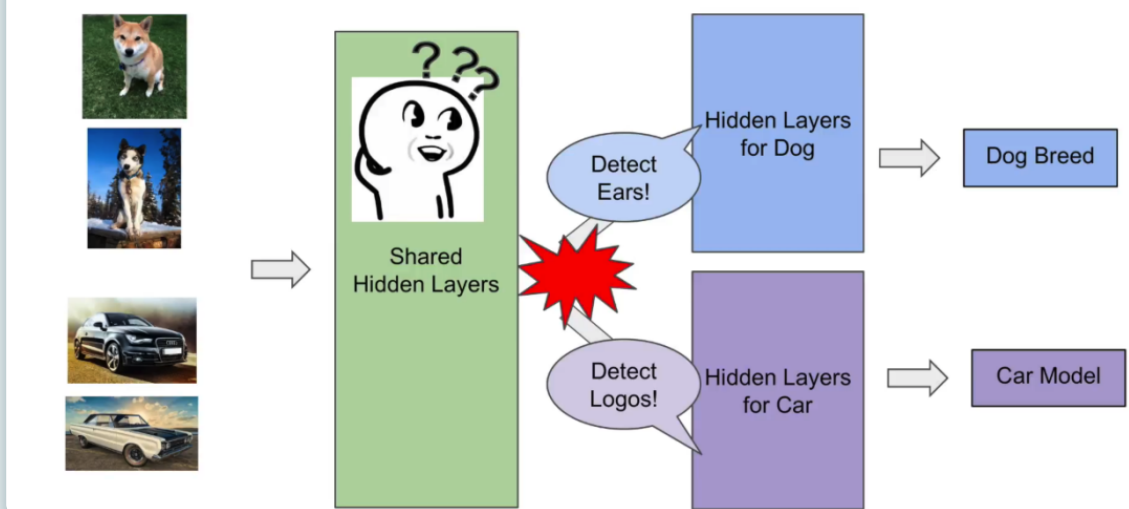 ? ? ?
Shared
Hidden Layers
Detect
Ears!
Hidden Layers
for Dog
Dog Breed
Detect
Logos!
Hidden Layers
for Car
Car Model